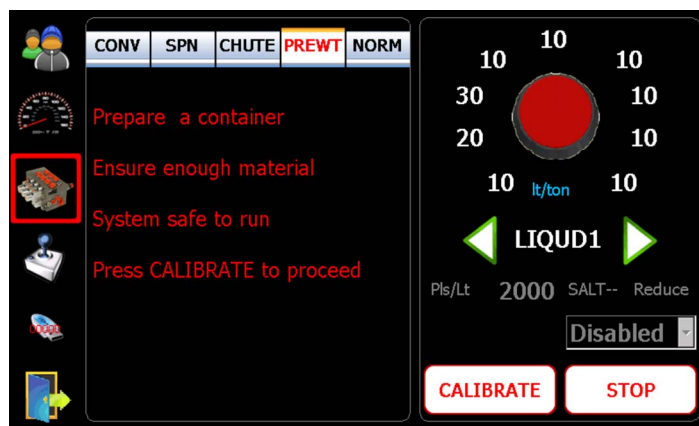 CONV SPN CHUTE PREWT NORM
Prepare a container
Ensure enough material
System safe to run
Press CALIBRATE to proceed
10
10 10
30 10
20 10
10 lt/ton 10
LIQUD1
Pls/Lt 2000 SALT-- Reduce
Disabled
CALIBRATE STOP